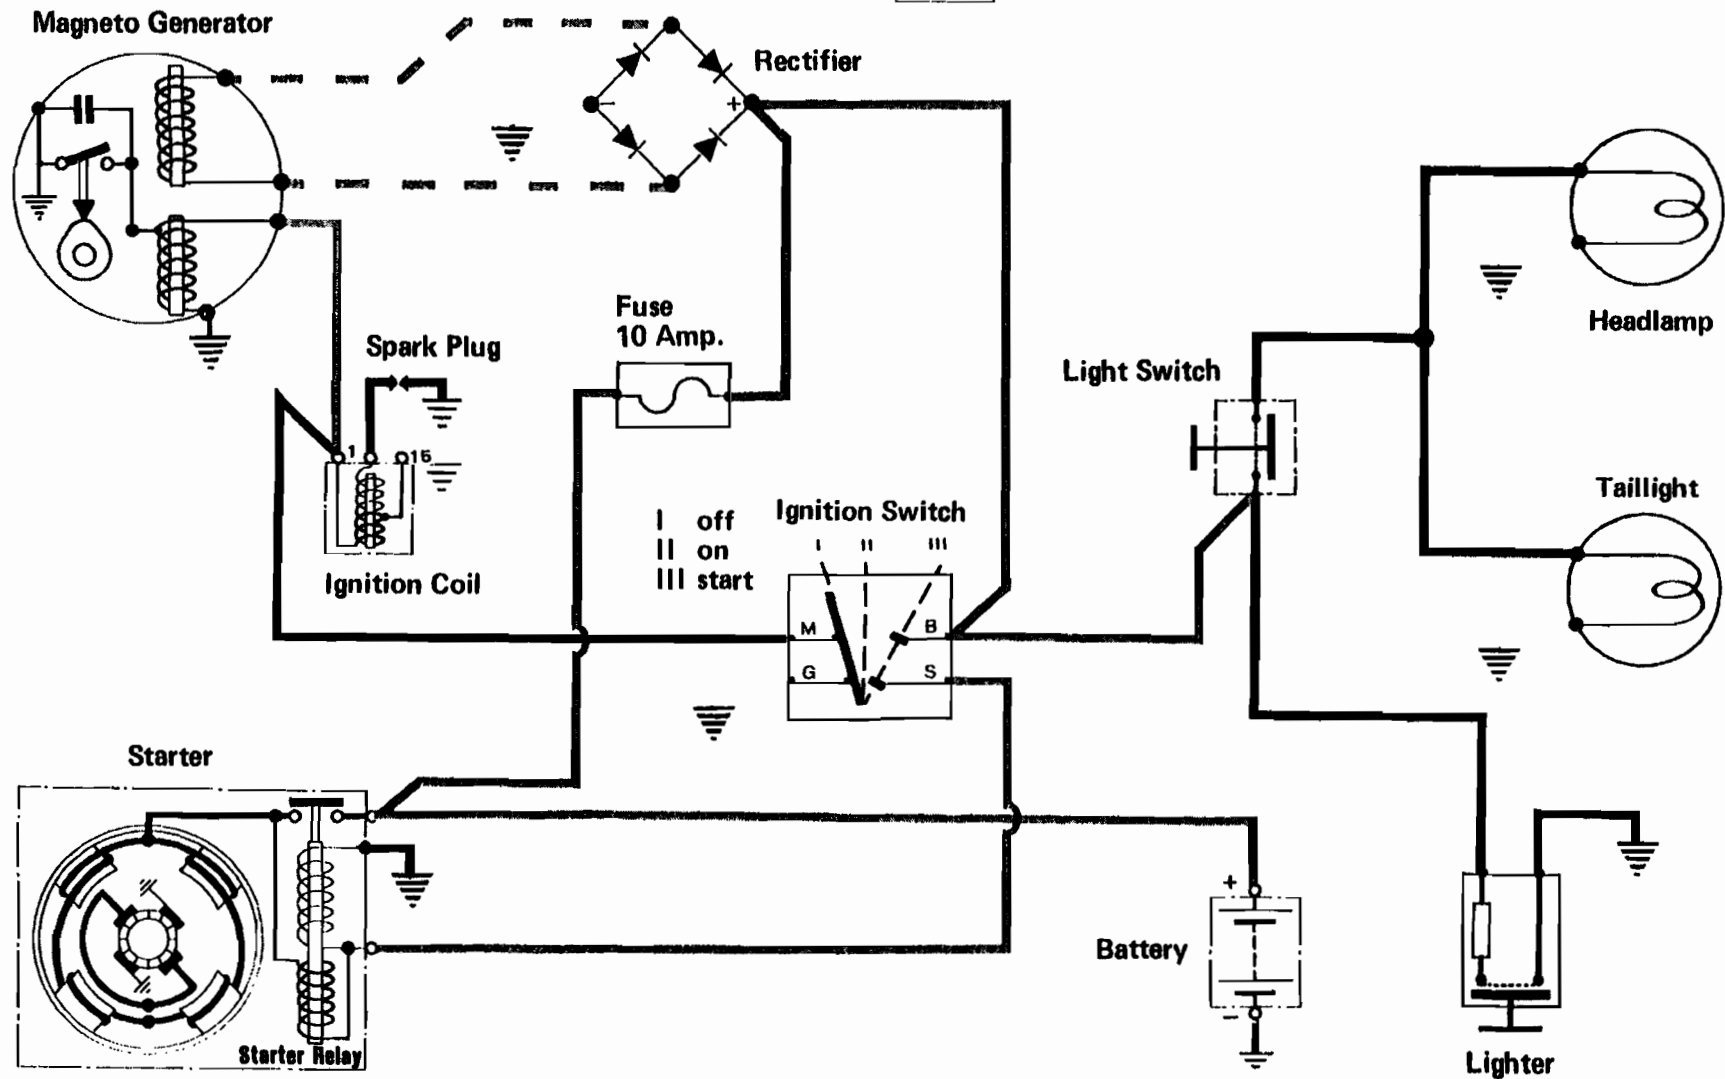 Magneto Generator
Rectifier
−
+
Fuse
10 Amp.
Spark Plug
1
15
Ignition Coil
I off
II on
III start
Ignition Switch
I II III
M B
G S
Headlamp
Light Switch
Taillight
Starter
Starter Relay
+
Battery
−
Lighter